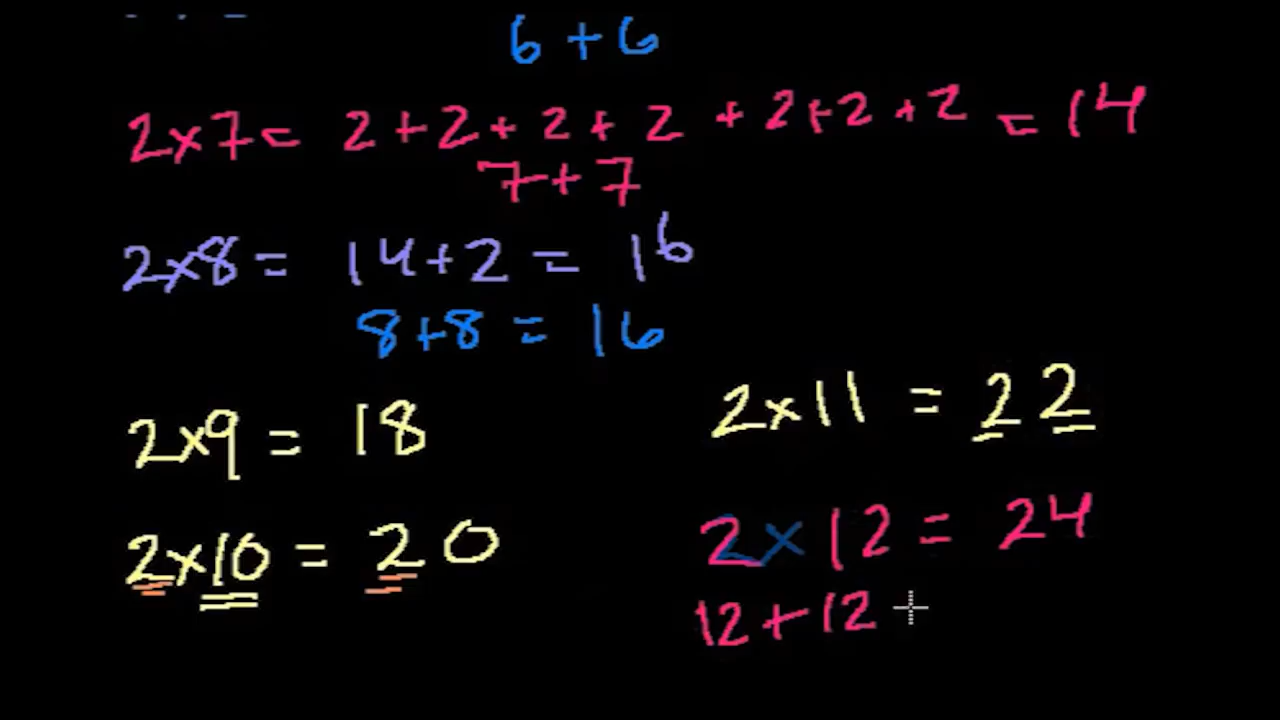 6 + 6
2x7= 2 + 2 + 2 + 2 + 2 + 2 + 2 = 14
7 + 7
2x8= 14+2 = 16
8+8 = 16
2x9 = 18
2x10 = 20
2x11 = 22
2x12 = 24
12 + 12